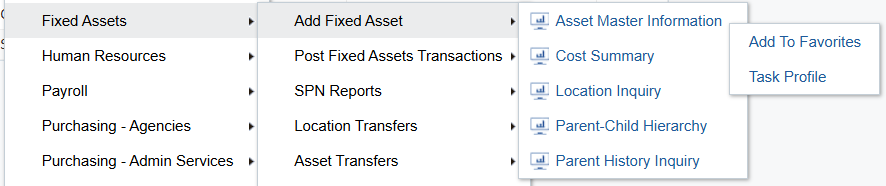 Fixed Assets
Human Resources
Payroll
Purchasing - Agencies
Purchasing - Admin Services
Add Fixed Asset
Post Fixed Assets Transactions
SPN Reports
Location Transfers
Asset Transfers
Asset Master Information
Cost Summary
Location Inquiry
Parent-Child Hierarchy
Parent History Inquiry
Add To Favorites
Task Profile